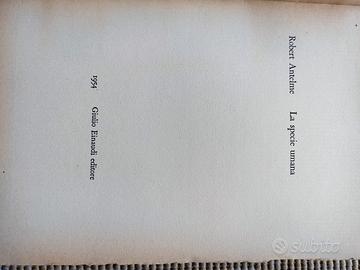 Robert Antelme La specie umana
1954 Giulio Einaudi editore
subito